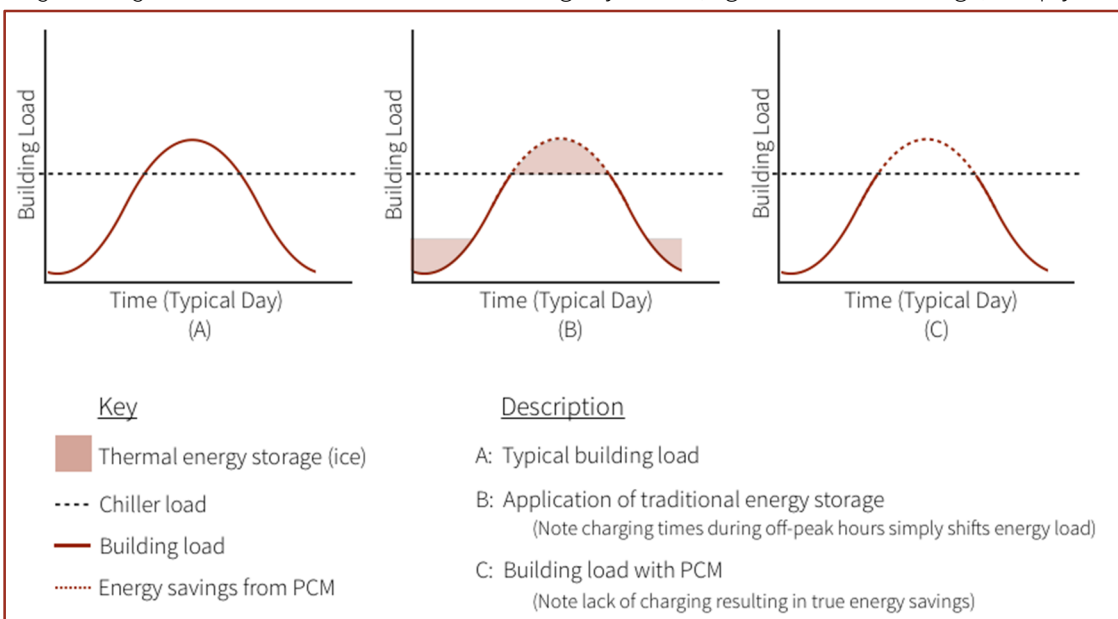 Building Load
Time (Typical Day)
(A)
Building Load
Time (Typical Day)
(B)
Building Load
Time (Typical Day)
(C)
Key
Thermal energy storage (ice)
Chiller load
Building load
Energy savings from PCM
Description
A: Typical building load
B: Application of traditional energy storage
(Note charging times during off-peak hours simply shifts energy load)
C: Building load with PCM
(Note lack of charging resulting in true energy savings)